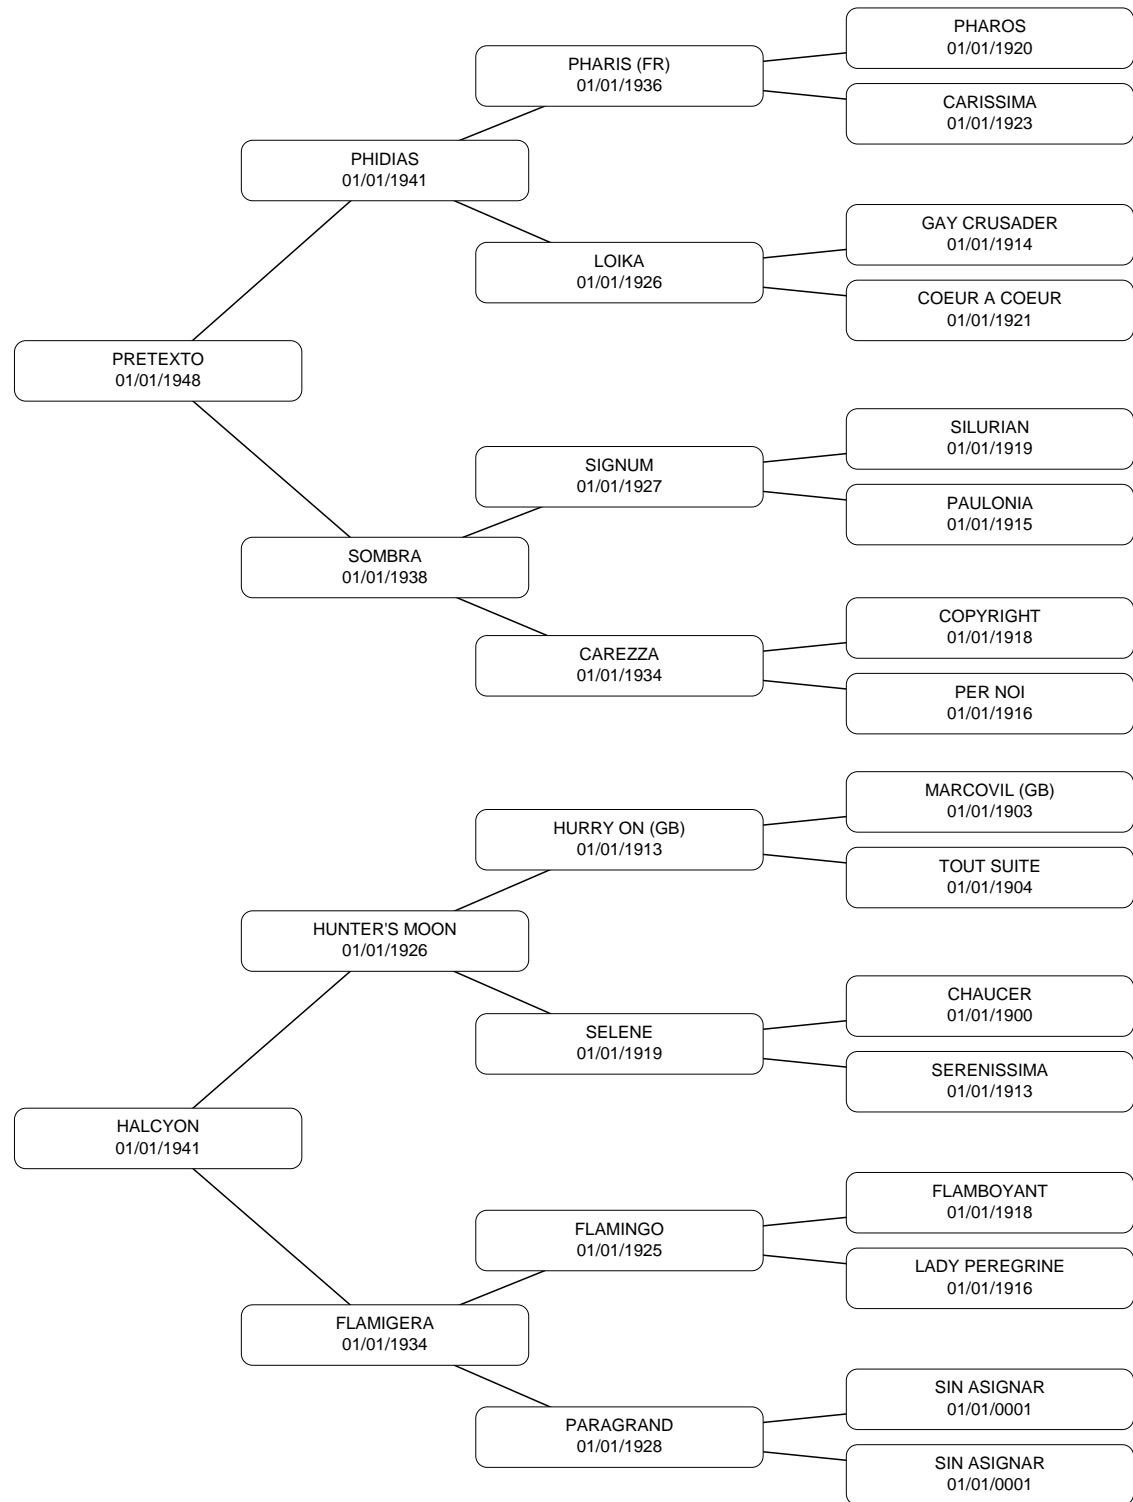 PHAROS
01/01/1920
PHARIS (FR)
01/01/1936
CARISSIMA
01/01/1923
PHIDIAS
01/01/1941
GAY CRUSADER
01/01/1914
LOIKA
01/01/1926
COEUR A COEUR
01/01/1921
PRETEXTO
01/01/1948
SILURIAN
01/01/1919
SIGNUM
01/01/1927
PAULONIA
01/01/1915
SOMBRA
01/01/1938
COPYRIGHT
01/01/1918
CAREZZA
01/01/1934
PER NOI
01/01/1916
MARCOVIL (GB)
01/01/1903
HURRY ON (GB)
01/01/1913
TOUT SUITE
01/01/1904
HUNTER'S MOON
01/01/1926
CHAUCER
01/01/1900
SELENE
01/01/1919
SERENISSIMA
01/01/1913
HALCYON
01/01/1941
FLAMBOYANT
01/01/1918
FLAMINGO
01/01/1925
LADY PEREGRINE
01/01/1916
FLAMIGERA
01/01/1934
SIN ASIGNAR
01/01/0001
PARAGRAND
01/01/1928
SIN ASIGNAR
01/01/0001